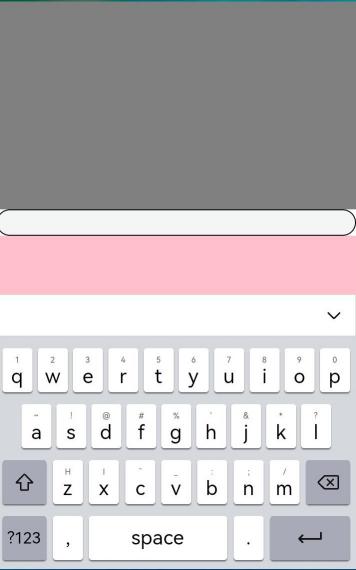 1 2 3 4 5 6 7 8 9 0
q w e r t y u i o p
~ ! @ # % ' & * ?
a s d f g h j k l
H I - _ : ; /
z x c v b n m
?123 , space .